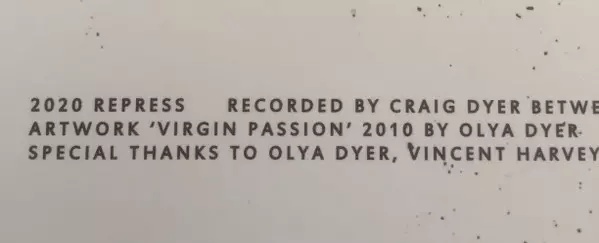 2020 REPRESS RECORDED BY CRAIG DYER
ARTWORK ‘VIRGIN PASSION’ 2010 BY OLYA DYER
SPECIAL THANKS TO OLYA DYER, VINCENT HARVEY